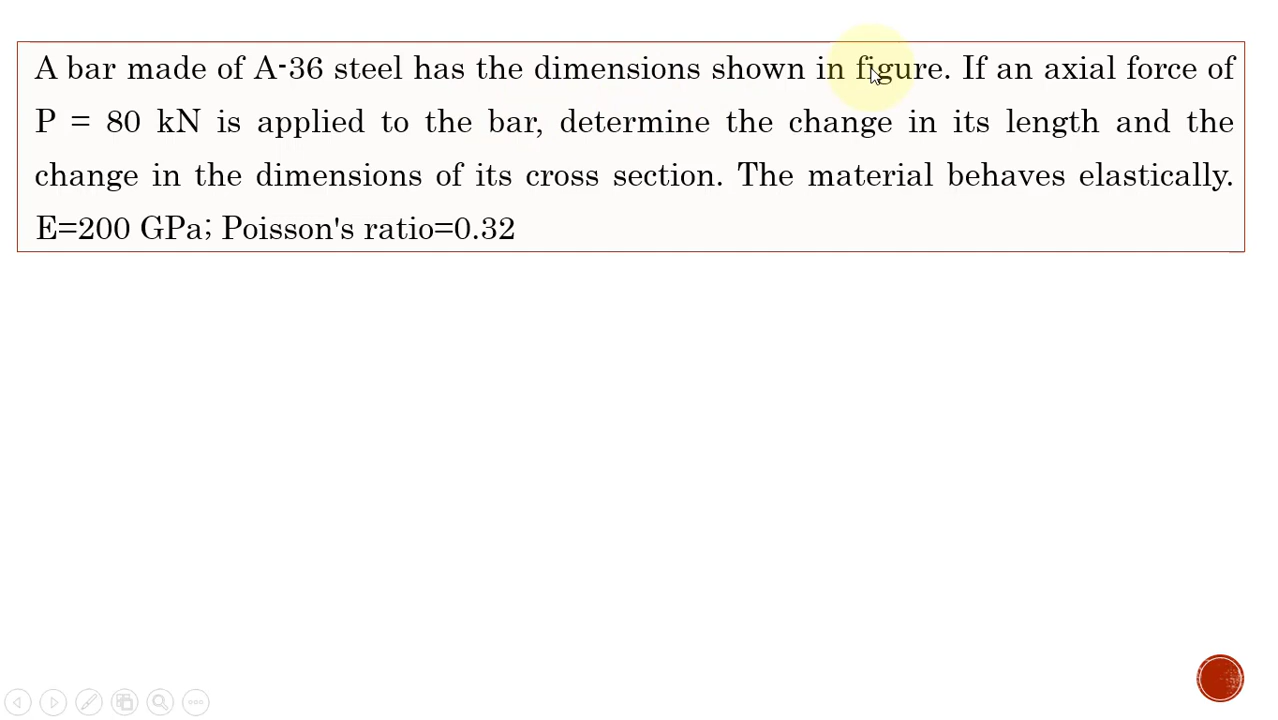 A bar made of A-36 steel has the dimensions shown in figure. If an axial force of
P = 80 kN is applied to the bar, determine the change in its length and the
change in the dimensions of its cross section. The material behaves elastically.
E=200 GPa; Poisson's ratio=0.32